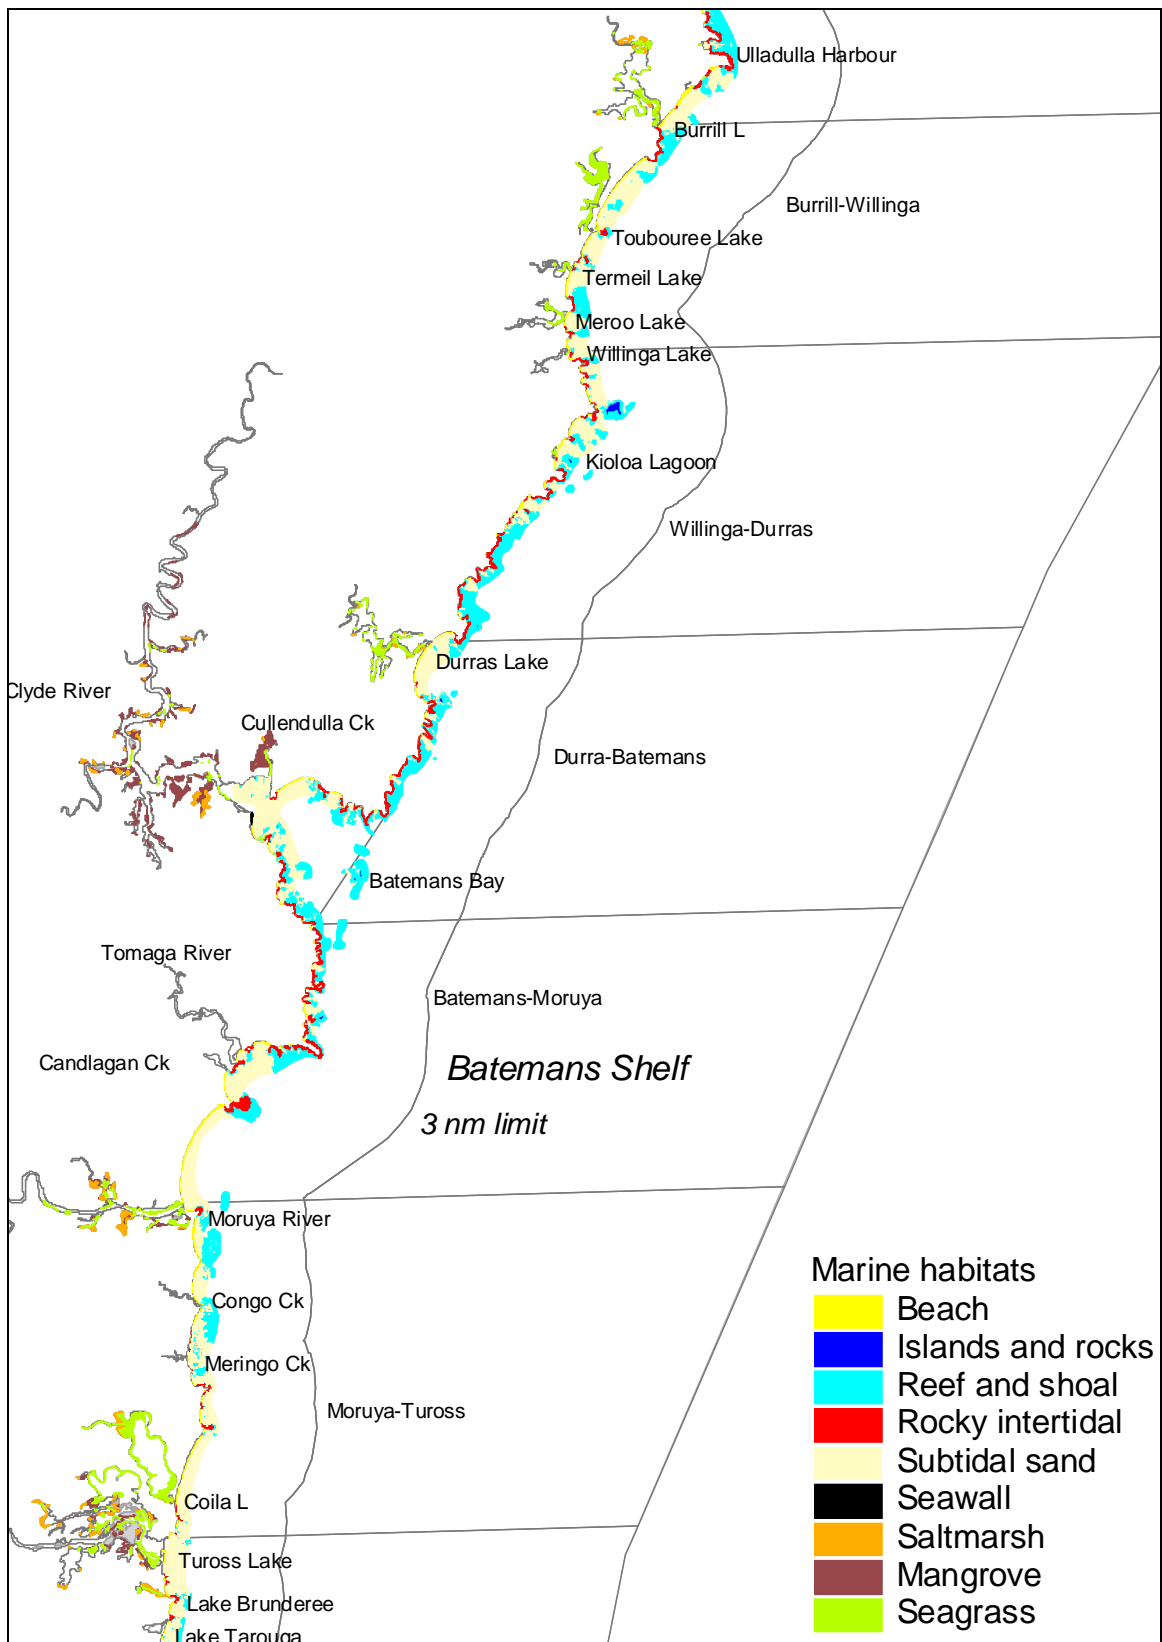 Ulladulla Harbour
Burrill L
Burrill-Willinga
Toubouree Lake
Termeil Lake
Meroo Lake
Willinga Lake
Kioloa Lagoon
Willinga-Durras
Durras Lake
Clyde River
Cullendulla Ck
Durra-Batemans
Batemans Bay
Tomaga River
Batemans-Moruya
Candlagan Ck
Batemans Shelf
3 nm limit
Moruya River
Congo Ck
Meringo Ck
Moruya-Tuross
Coila L
Tuross Lake
Lake Brunderee
Lake Tarouga
Marine habitats
Beach
Islands and rocks
Reef and shoal
Rocky intertidal
Subtidal sand
Seawall
Saltmarsh
Mangrove
Seagrass